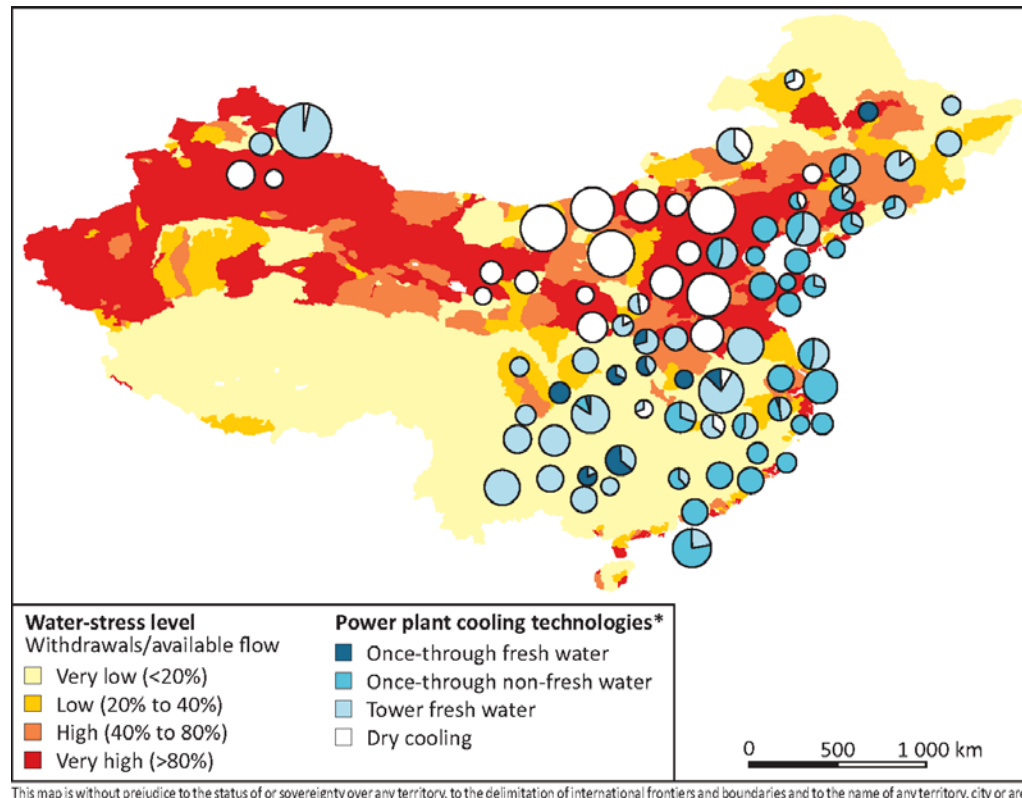 Water-stress level
Withdrawals/available flow
Very low (<20%)
Low (20% to 40%)
High (40% to 80%)
Very high (>80%)
Power plant cooling technologies*
Once-through fresh water
Once-through non-fresh water
Tower fresh water
Dry cooling
0 500 1 000 km
This map is without prejudice to the status of or sovereignty over any territory, to the delimitation of international frontiers and boundaries and to the name of any territory, city or are